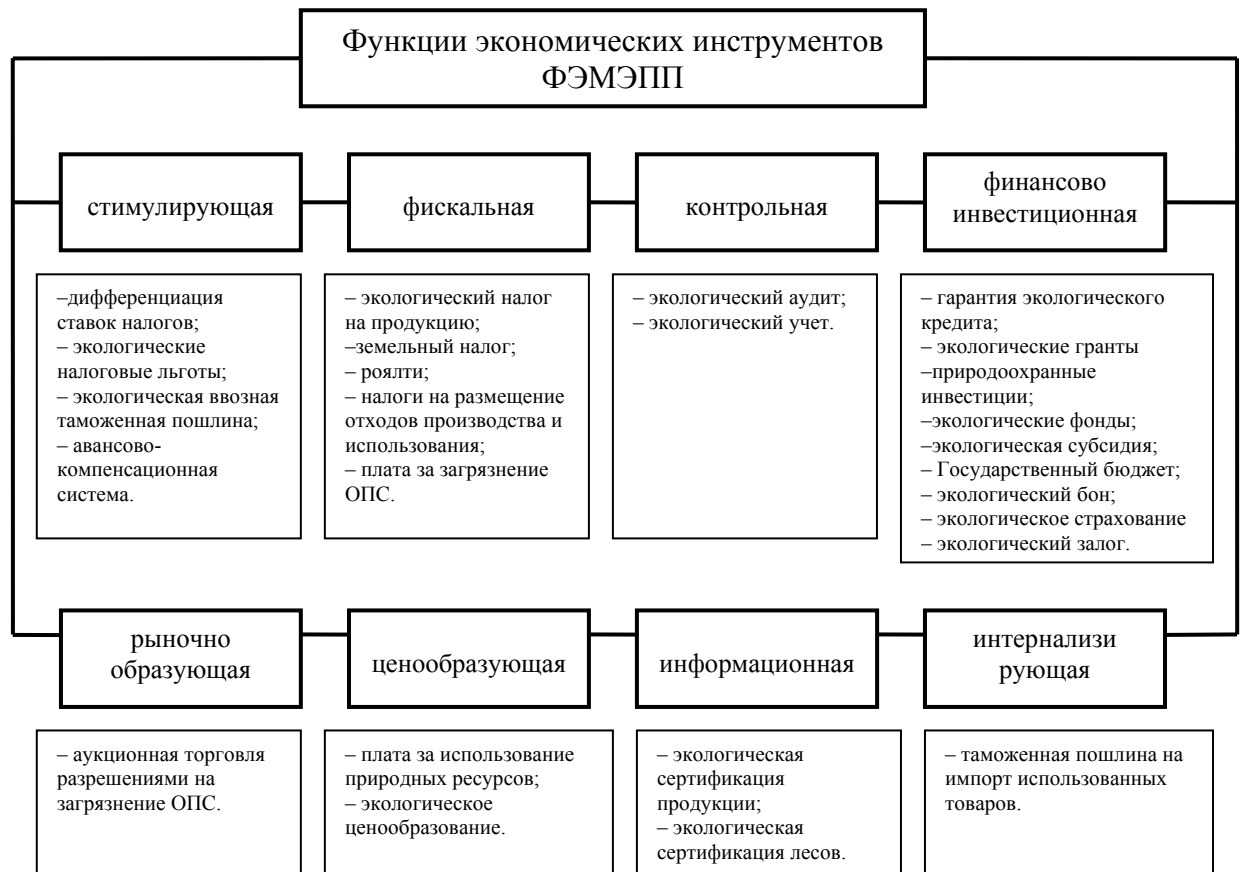 Функции экономических инструментов
ФЭМЭПП
стимулирующая
фискальная
контрольная
финансово
инвестиционная
–дифференциация
ставок налогов;
– экологические
налоговые льготы;
– экологическая ввозная
таможенная пошлина;
– авансово-
компенсационная
система.
– экологический налог
на продукцию;
–земельный налог;
– роялти;
– налоги на размещение
отходов производства и
использования;
– плата за загрязнение
ОПС.
– экологический аудит;
– экологический учет.
– гарантия экологического
кредита;
– экологические гранты
–природоохранные
инвестиции;
–экологические фонды;
–экологическая субсидия;
– Государственный бюджет;
– экологический бон;
– экологическое страхование
– экологический залог.
рыночно
образующая
ценообразующая
информационная
интернализи
рующая
– аукционная торговля
разрешениями на
загрязнение ОПС.
– плата за использование
природных ресурсов;
– экологическое
ценообразование.
– экологическая
сертификация
продукции;
– экологическая
сертификация лесов.
– таможенная пошлина на
импорт использованных
товаров.